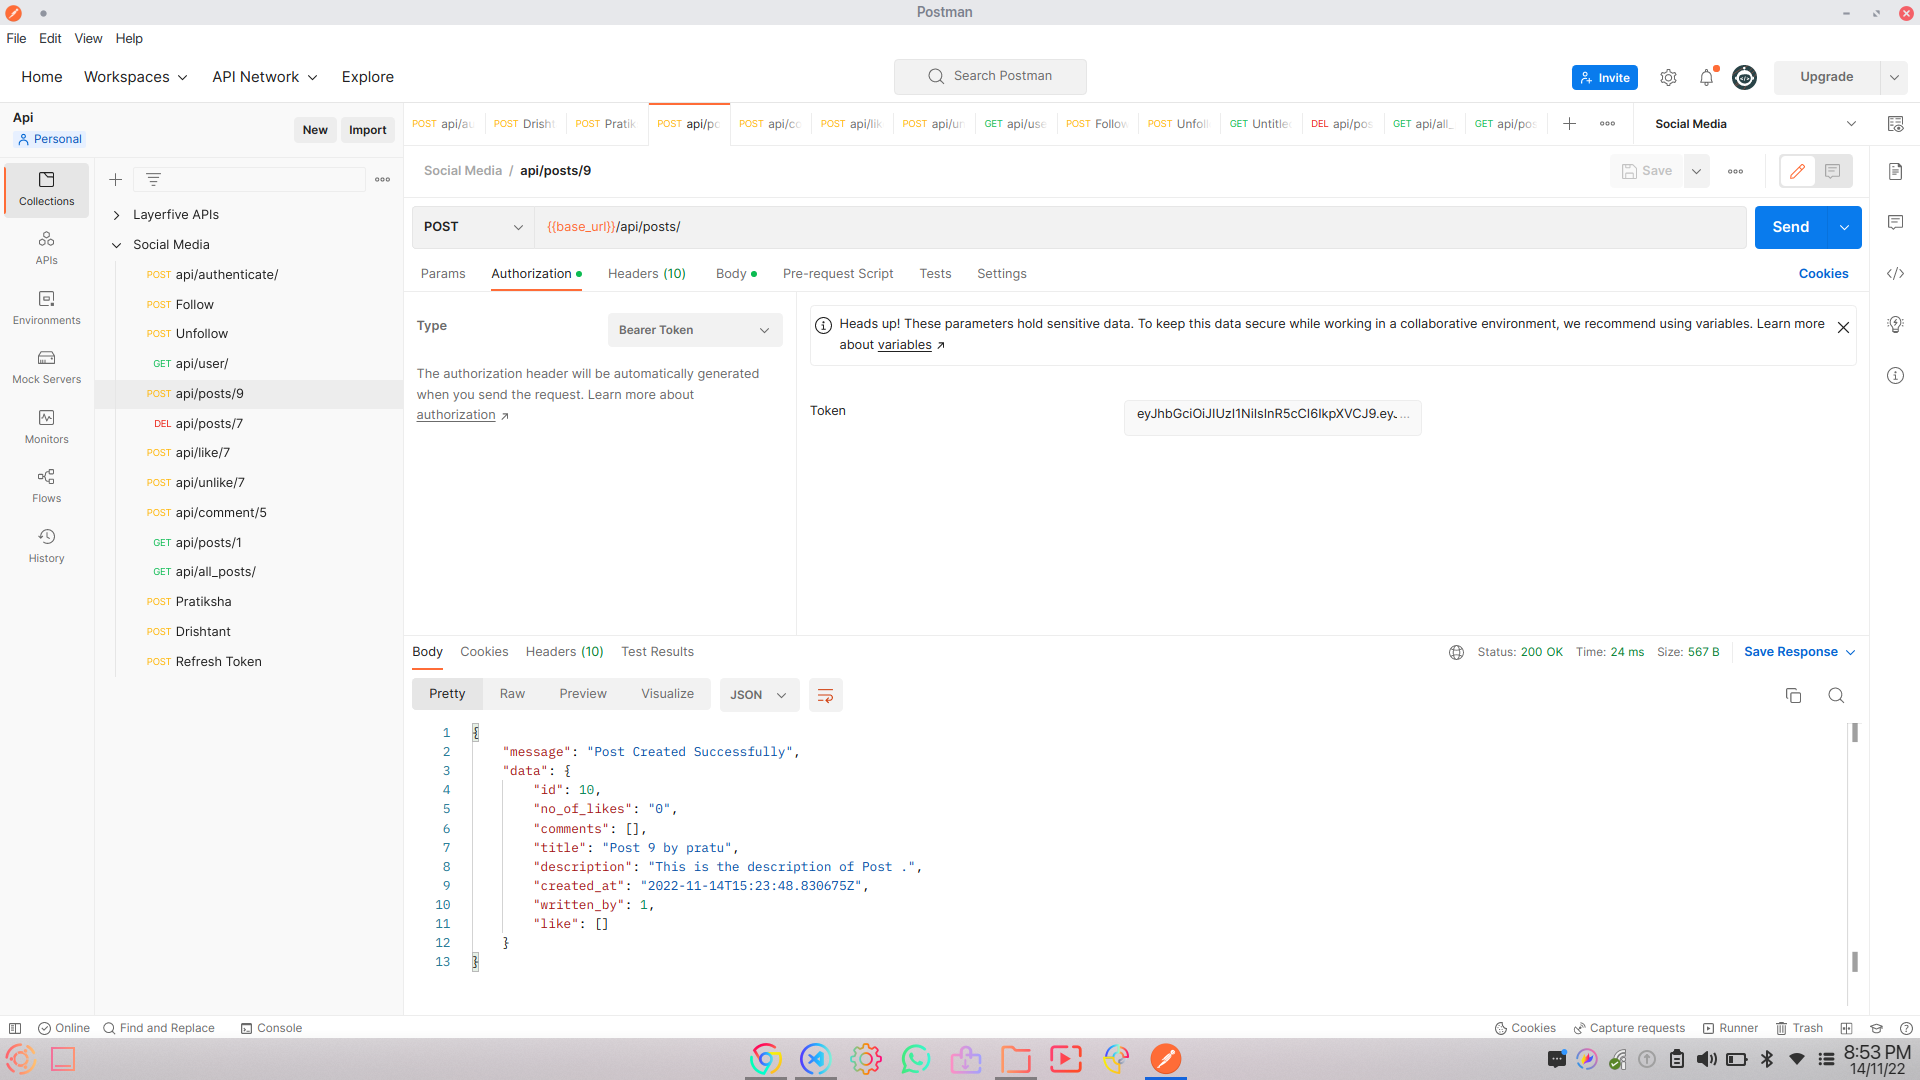 Postman
File Edit View Help
Home Workspaces API Network Explore
Search Postman
Invite
Upgrade
Api
Personal
New Import
POST api/au POST Drisht POST Pratik POST api/po POST api/co POST api/lik POST api/un GET api/use POST Follow POST Unfoll GET Untitled DEL api/pos GET api/all_ GET api/pos
Social Media
Collections
APIs
Environments
Mock Servers
Monitors
Flows
History
Layerfive APIs
Social Media
POST api/authenticate/
POST Follow
POST Unfollow
GET api/user/
POST api/posts/9
DEL api/posts/7
POST api/like/7
POST api/unlike/7
POST api/comment/5
GET api/posts/1
GET api/all_posts/
POST Pratiksha
POST Drishtant
POST Refresh Token
Social Media / api/posts/9
Save
POST
{{base_url}}/api/posts/
Send
Params Authorization Headers (10) Body Pre-request Script Tests Settings
Cookies
Type
Bearer Token
The authorization header will be automatically generated
when you send the request. Learn more about
authorization ↗
Heads up! These parameters hold sensitive data. To keep this data secure while working in a collaborative environment, we recommend using variables. Learn more
about variables ↗
Token
Body Cookies Headers (10) Test Results
Status: 200 OK Time: 24 ms Size: 567 B Save Response
Pretty Raw Preview Visualize JSON
1 {
2 "message": "Post Created Successfully",
3 "data": {
4 "id": 10,
5 "no_of_likes": "0",
6 "comments": [],
7 "title": "Post 9 by pratu",
8 "description": "This is the description of Post .",
9 "created_at": "2022-11-14T15:23:48.830675Z",
10 "written_by": 1,
11 "like": []
12 }
13 }
Online Find and Replace Console
Cookies Capture requests Runner Trash
8:53 PM
14/11/22